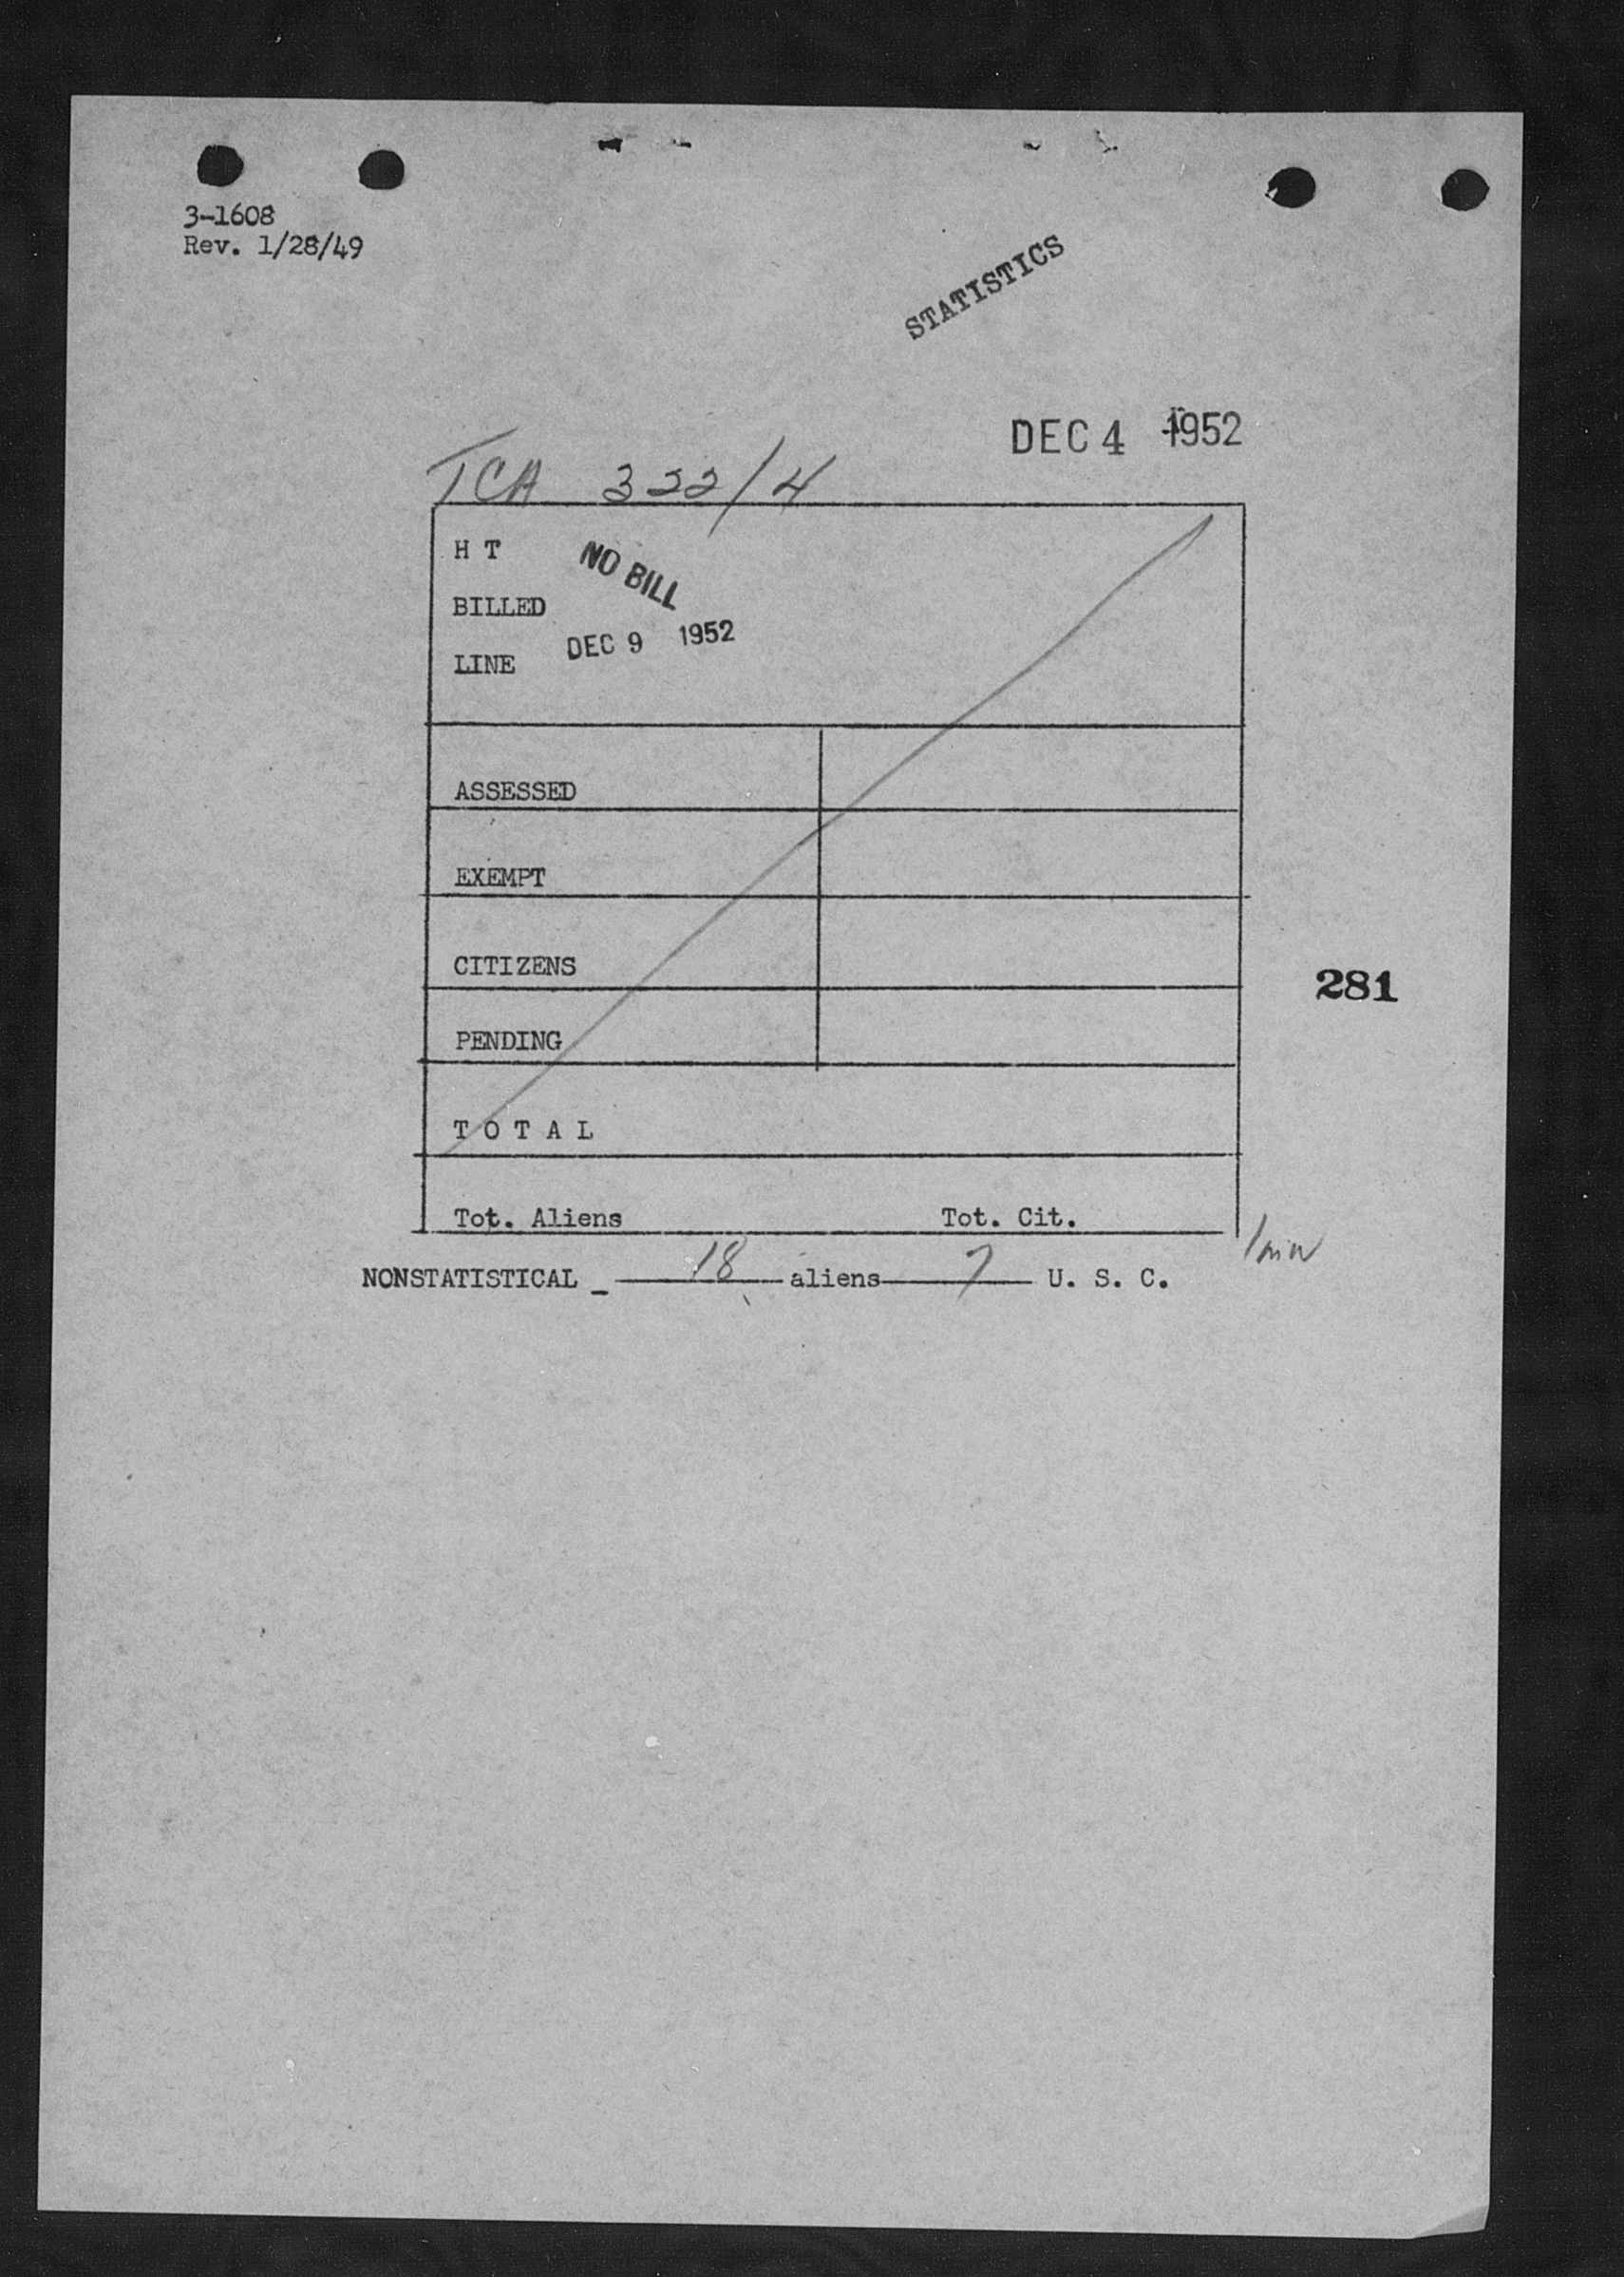 3-1608
Rev. 1/28/49
STATISTICS
DEC 4 1952
TCA 322/4
H T
NO BILL
BILLED
DEC 9 1952
LINE
ASSESSED
EXEMPT
CITIZENS
281
PENDING
T O T A L
Tot. Aliens Tot. Cit.
NONSTATISTICAL - 18 aliens 7 U. S. C.